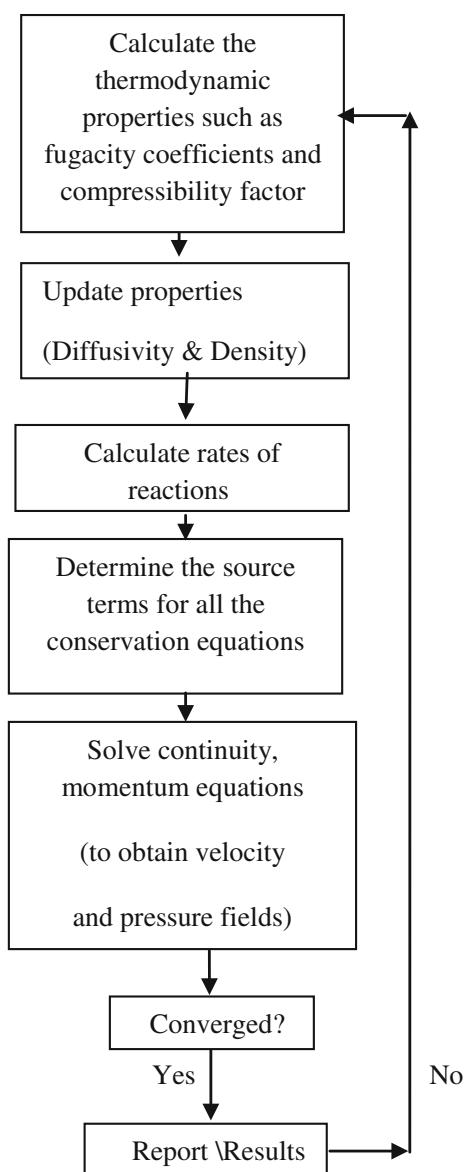 Calculate the
thermodynamic
properties such as
fugacity coefficients and
compressibility factor
Update properties
(Diffusivity & Density)
Calculate rates of
reactions
Determine the source
terms for all the
conservation equations
Solve continuity,
momentum equations
(to obtain velocity
and pressure fields)
Converged?
Yes
No
Report \Results